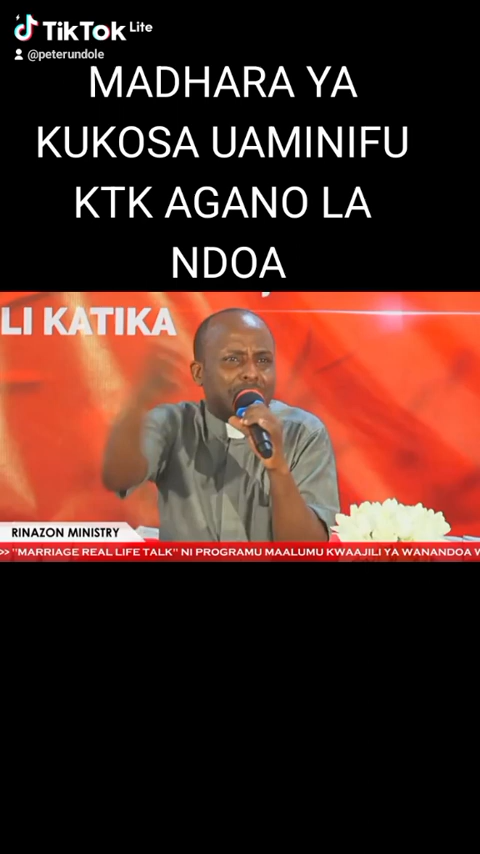 TikTok Lite
@peterundole
MADHARA YA
KUKOSA UAMINIFU
KTK AGANO LA
NDOA
LI KATIKA
RINAZON MINISTRY
>> "MARRIAGE REAL LIFE TALK" NI PROGRAMU MAALUMU KWAAJILI YA WANANDOA W